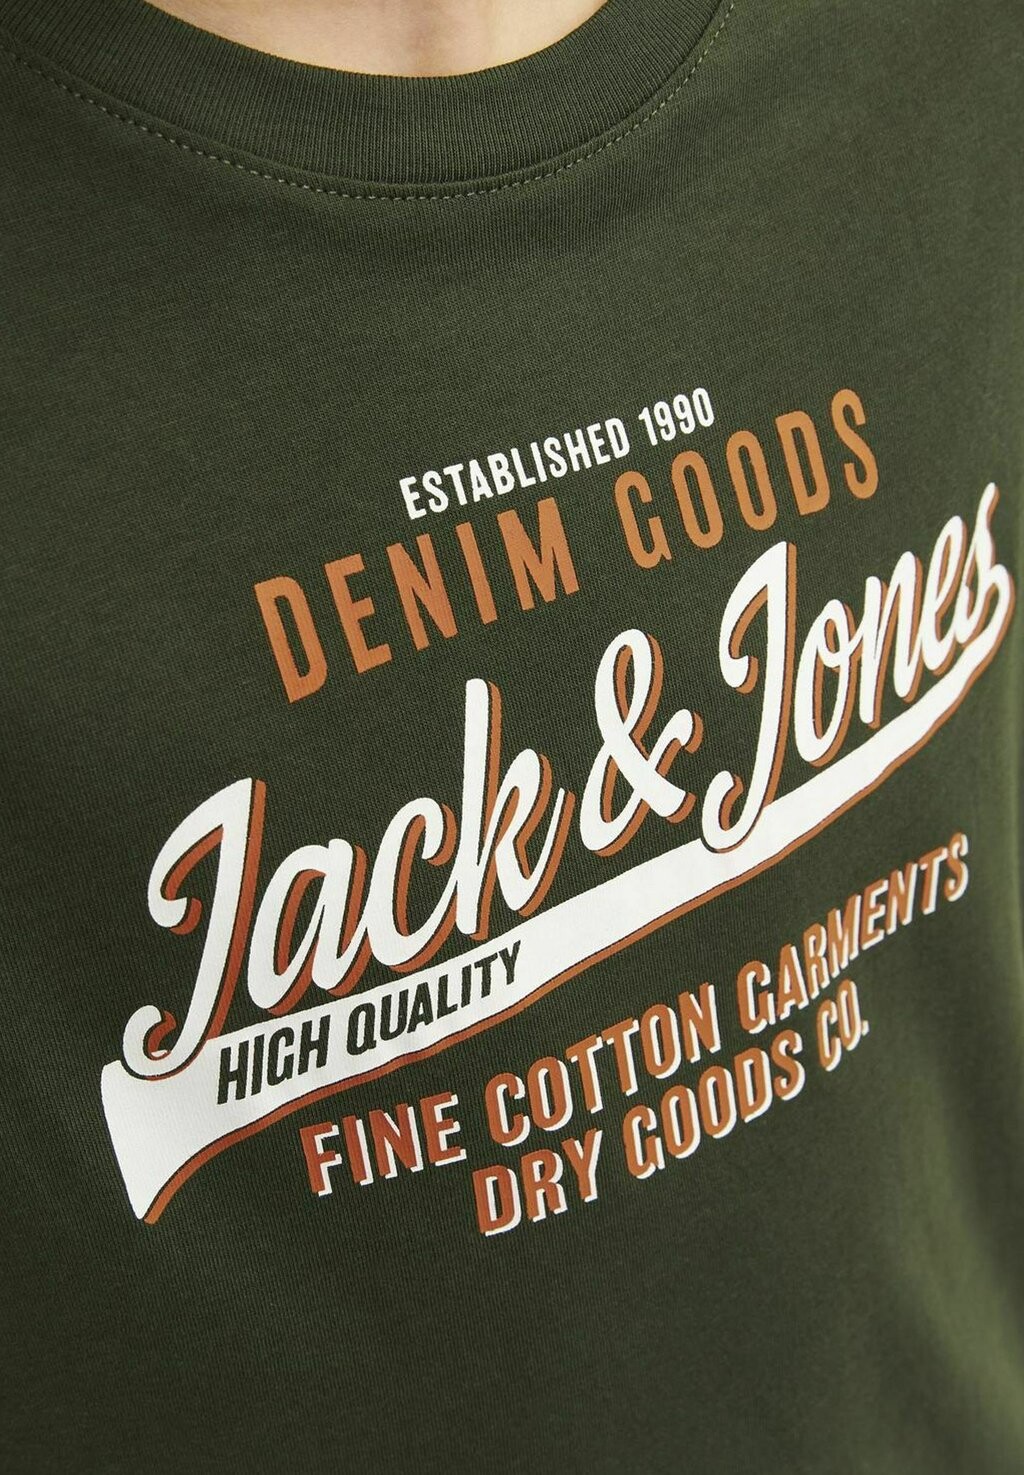 ESTABLISHED 1990
DENIM GOODS
Jack & Jones
HIGH QUALITY
FINE COTTON GARMENTS
DRY GOODS CO.